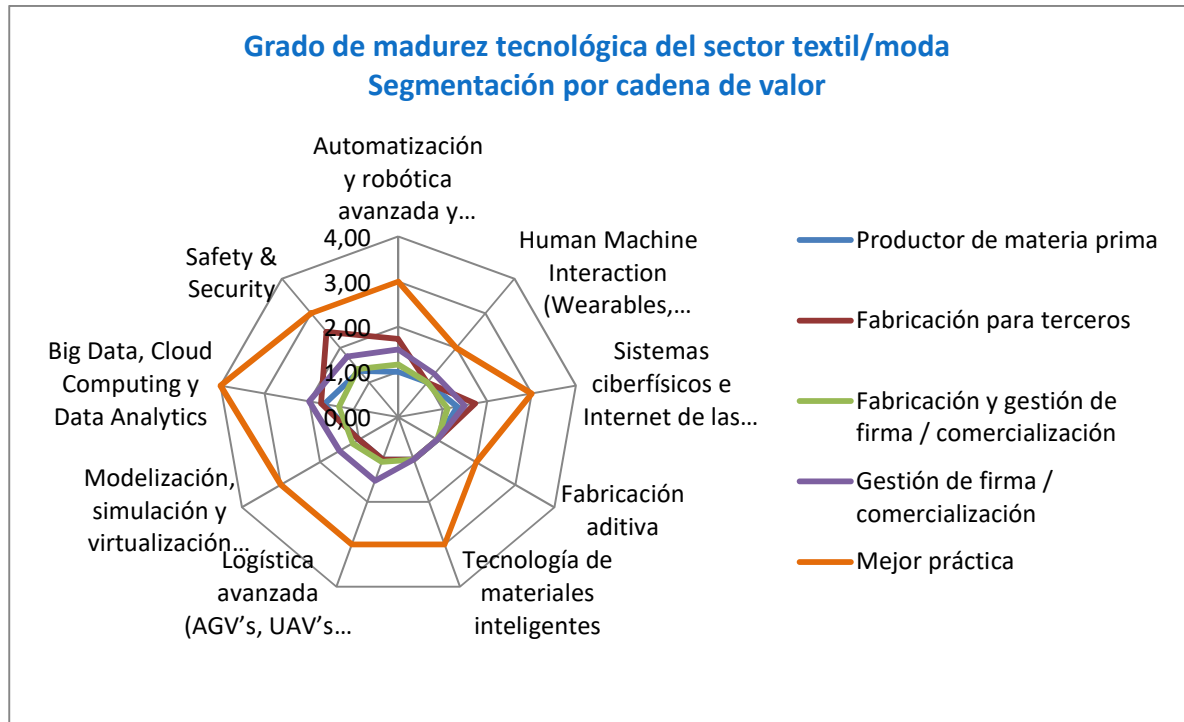 Grado de madurez tecnológica del sector textil/moda
Segmentación por cadena de valor
Automatización
y robótica
avanzada y...
Human Machine
Interaction
(Wearables,...
Sistemas
ciberfísicos e
Internet de las...
Fabricación
aditiva
Tecnología de
materiales
inteligentes
Logística
avanzada
(AGV’s, UAV’s...
Modelización,
simulación y
virtualización...
Big Data, Cloud
Computing y
Data Analytics
Safety &
Security
4,00
3,00
2,00
1,00
0,00
Productor de materia prima
Fabricación para terceros
Fabricación y gestión de
firma / comercialización
Gestión de firma /
comercialización
Mejor práctica